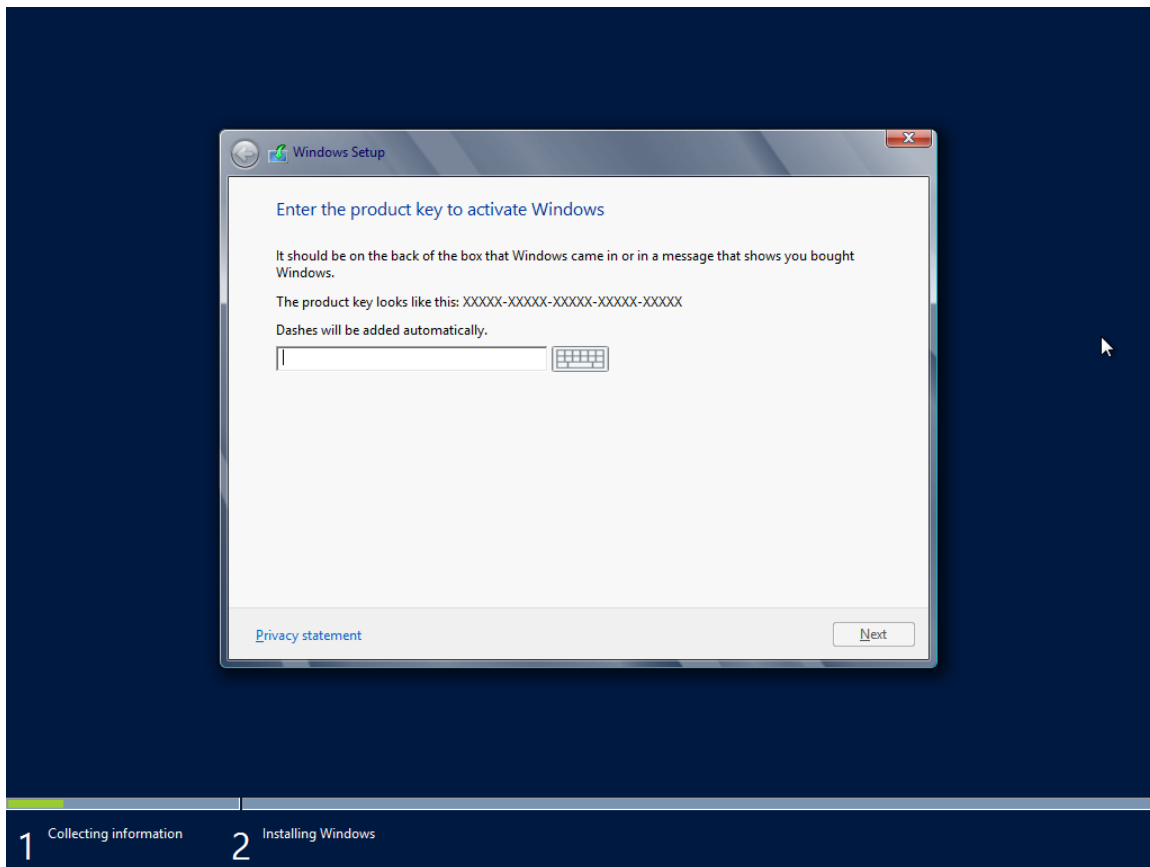 Windows Setup
Enter the product key to activate Windows
It should be on the back of the box that Windows came in or in a message that shows you bought
Windows.
The product key looks like this: XXXXX-XXXXX-XXXXX-XXXXX-XXXXX
Dashes will be added automatically.
Privacy statement
Next
1 Collecting information
2 Installing Windows